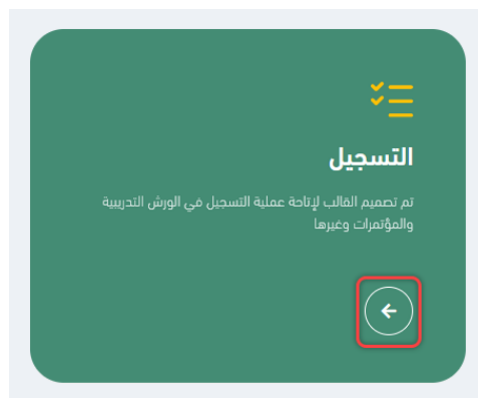 التسجيل
تم تصميم القالب لإتاحة عملية التسجيل في الورش التدريبية
والمؤتمرات وغيرها